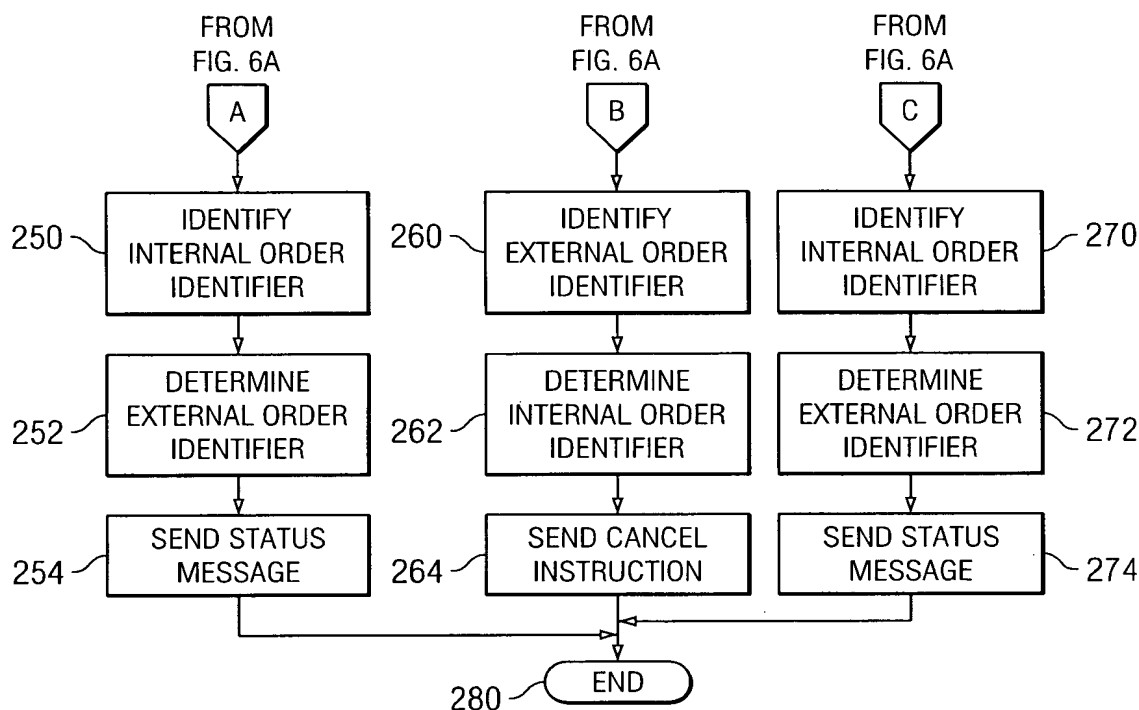 FROM
FIG. 6A
FROM
FIG. 6A
FROM
FIG. 6A
A
B
C
250
IDENTIFY
INTERNAL ORDER
IDENTIFIER
260
IDENTIFY
EXTERNAL ORDER
IDENTIFIER
IDENTIFY
INTERNAL ORDER
IDENTIFIER
270
252
DETERMINE
EXTERNAL ORDER
IDENTIFIER
262
DETERMINE
INTERNAL ORDER
IDENTIFIER
DETERMINE
EXTERNAL ORDER
IDENTIFIER
272
254
SEND STATUS
MESSAGE
264
SEND CANCEL
INSTRUCTION
SEND STATUS
MESSAGE
274
280
END